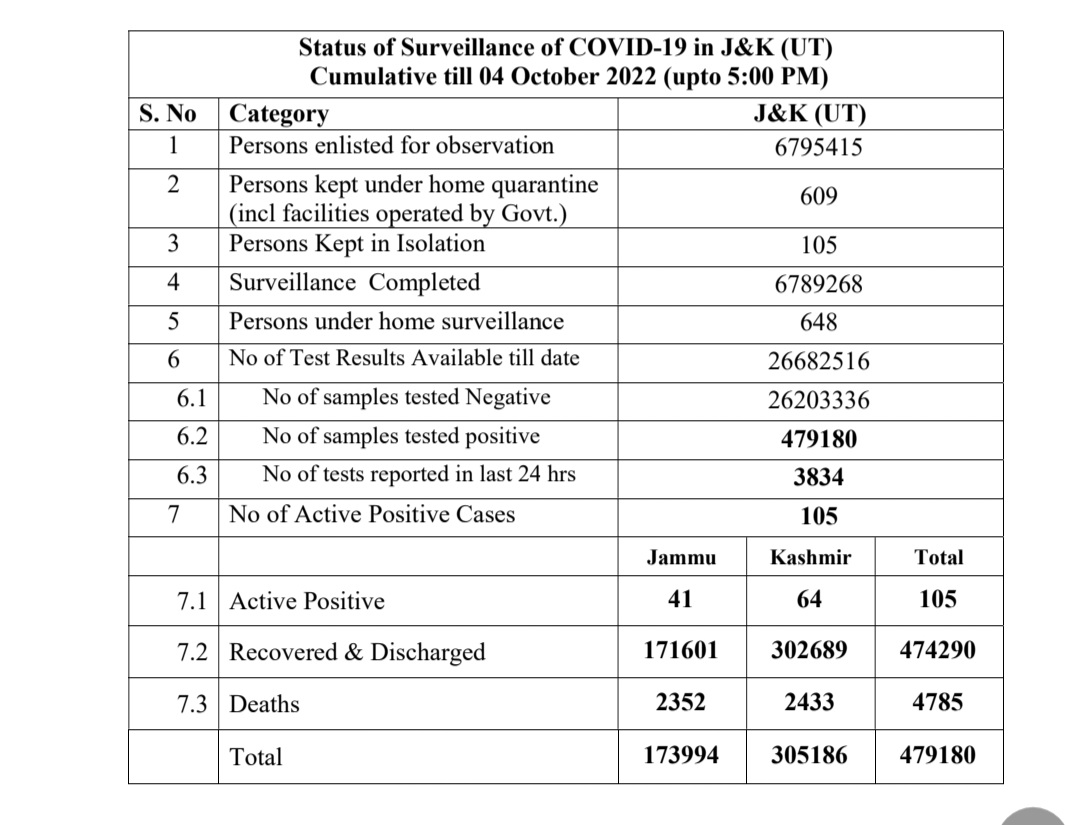 Status of Surveillance of COVID-19 in J&K (UT)
Cumulative till 04 October 2022 (upto 5:00 PM)
S. No Category J&K (UT)
1 Persons enlisted for observation 6795415
2 Persons kept under home quarantine
(incl facilities operated by Govt.) 609
3 Persons Kept in Isolation 105
4 Surveillance Completed 6789268
5 Persons under home surveillance 648
6 No of Test Results Available till date 26682516
6.1 No of samples tested Negative 26203336
6.2 No of samples tested positive 479180
6.3 No of tests reported in last 24 hrs 3834
7 No of Active Positive Cases 105
Jammu Kashmir Total
7.1 Active Positive 41 64 105
7.2 Recovered & Discharged 171601 302689 474290
7.3 Deaths 2352 2433 4785
Total 173994 305186 479180